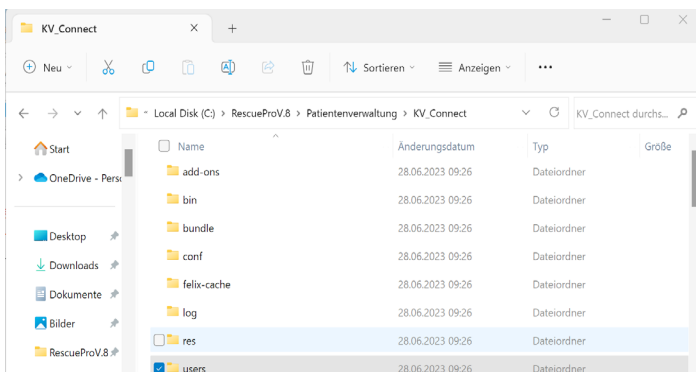 KV_Connect
Neu
Sortieren
Anzeigen
Local Disk (C:) > RescueProV.8 > Patientenverwaltung > KV_Connect
KV_Connect durchs...
Start
OneDrive - Perso
Desktop
Downloads
Dokumente
Bilder
RescueProV.8
Name Änderungsdatum Typ Größe
add-ons 28.06.2023 09:26 Dateiordner
bin 28.06.2023 09:26 Dateiordner
bundle 28.06.2023 09:26 Dateiordner
conf 28.06.2023 09:26 Dateiordner
felix-cache 28.06.2023 09:26 Dateiordner
log 28.06.2023 09:26 Dateiordner
res 28.06.2023 09:26 Dateiordner
users 28.06.2023 09:26 Dateiordner